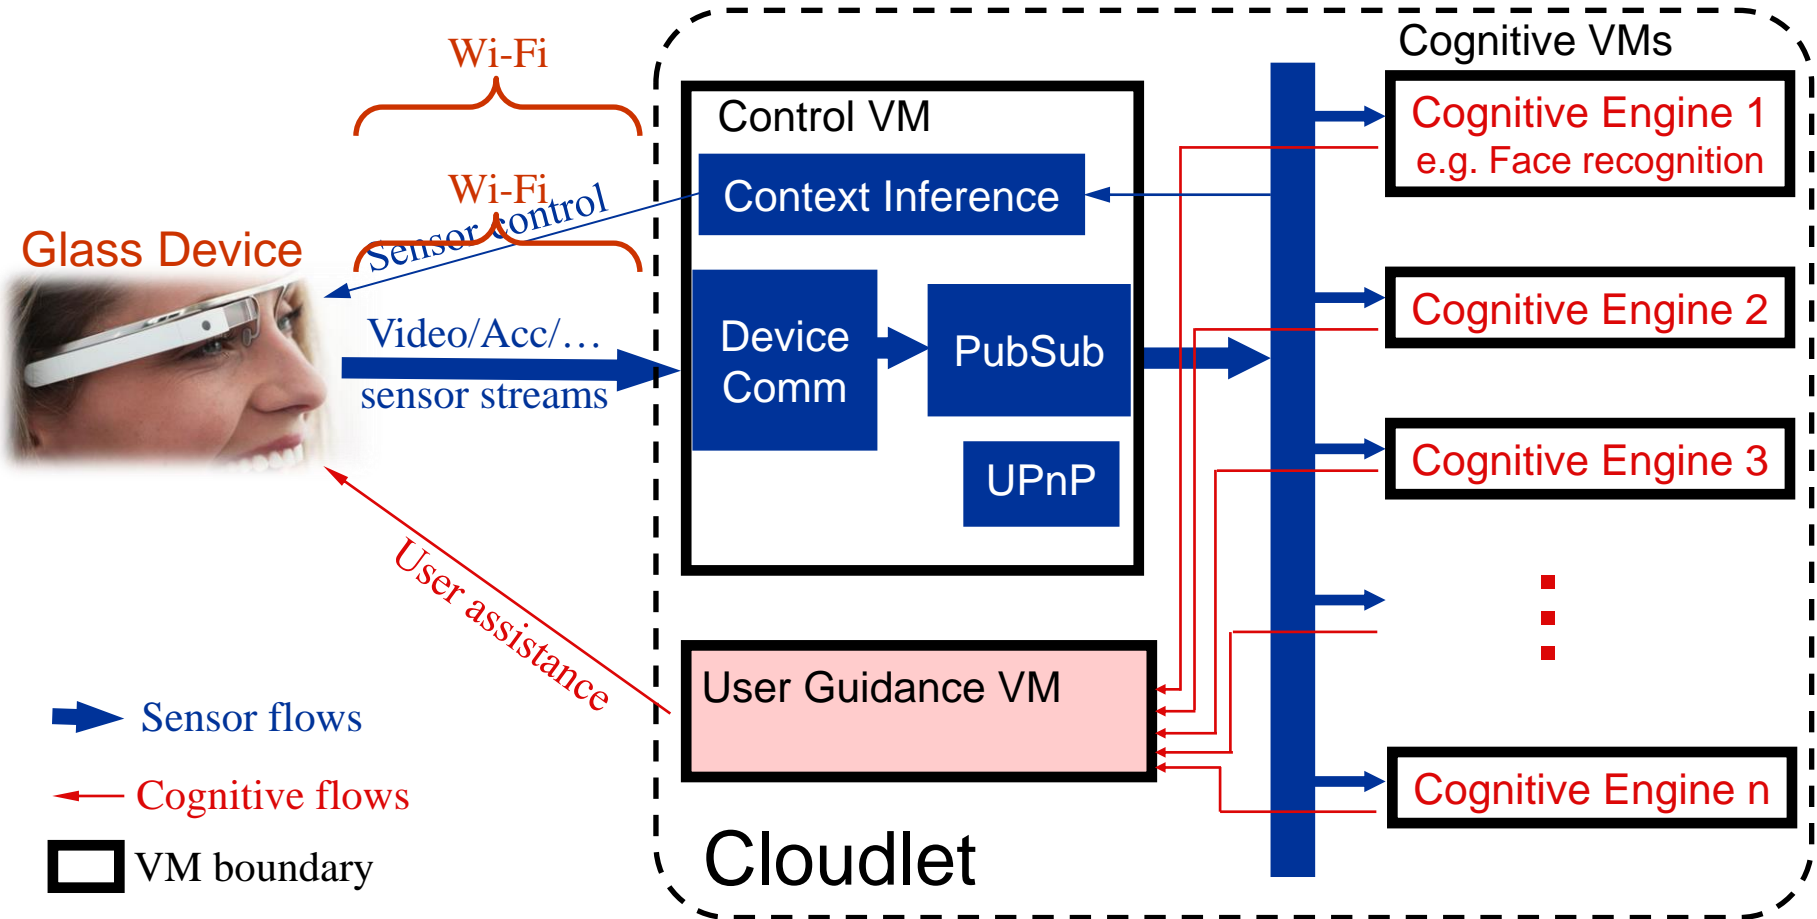 Wi-Fi
Wi-Fi
Glass Device
Sensor control
Video/Acc/…
sensor streams
User assistance
Sensor flows
Cognitive flows
VM boundary
Control VM
Context Inference
Device
Comm
PubSub
UPnP
User Guidance VM
Cloudlet
Cognitive VMs
Cognitive Engine 1
e.g. Face recognition
Cognitive Engine 2
Cognitive Engine 3
Cognitive Engine n